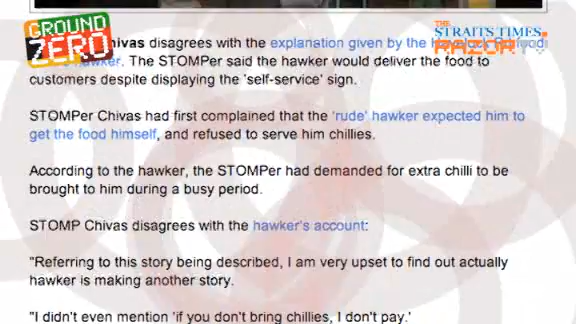 GROUND
ZERO
THE
STRAITS TIMES
RAZOR TV
Chivas disagrees with the explanation given by the
hawker. The STOMPer said the hawker would deliver the food to
customers despite displaying the 'self-service' sign.
STOMPer Chivas had first complained that the 'rude' hawker expected him to
get the food himself, and refused to serve him chillies.
According to the hawker, the STOMPer had demanded for extra chilli to be
brought to him during a busy period.
STOMP Chivas disagrees with the hawker's account:
"Referring to this story being described, I am very upset to find out actually
hawker is making another story.
"I didn't even mention 'if you don't bring chillies, I don't pay.'